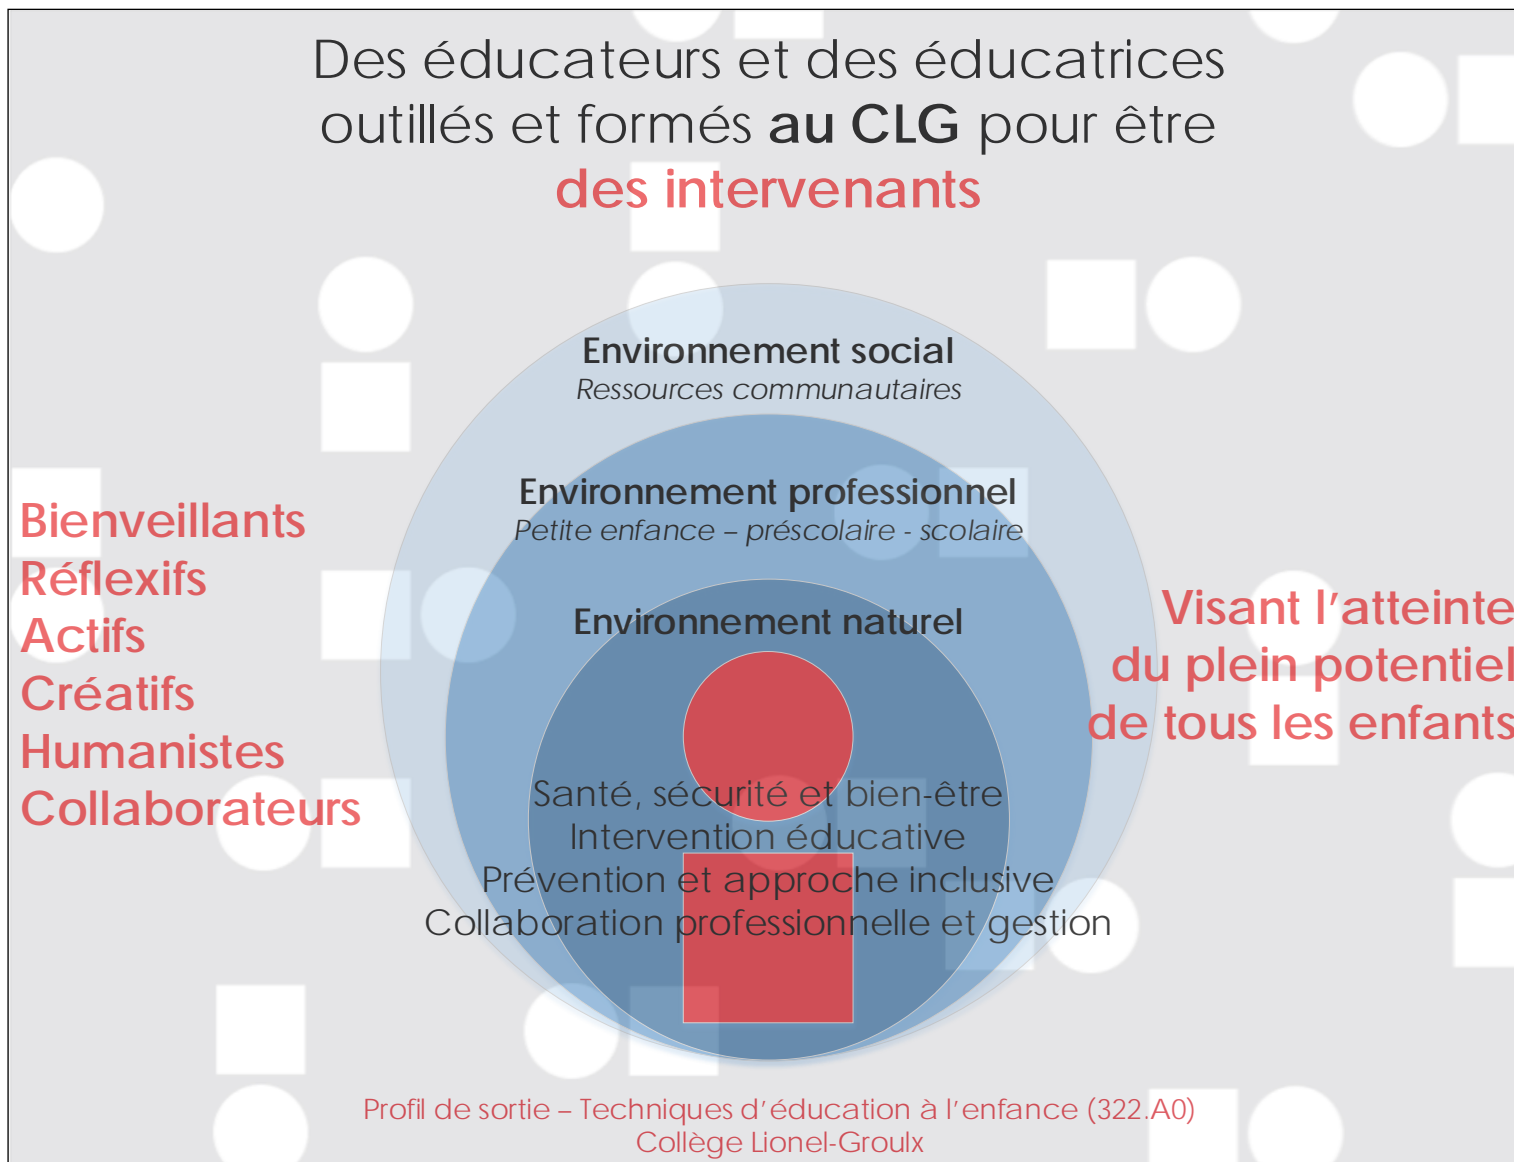 Des éducateurs et des éducatrices
outillés et formés au CLG pour être
des intervenants
Environnement social
Ressources communautaires
Environnement professionnel
Petite enfance – préscolaire - scolaire
Environnement naturel
Bienveillants
Réflexifs
Actifs
Créatifs
Humanistes
Collaborateurs
Visant l'atteinte
du plein potentiel
de tous les enfants
Santé, sécurité et bien-être
Intervention éducative
Prévention et approche inclusive
Collaboration professionnelle et gestion
Profil de sortie – Techniques d'éducation à l'enfance (322.A0)
Collège Lionel-Groulx